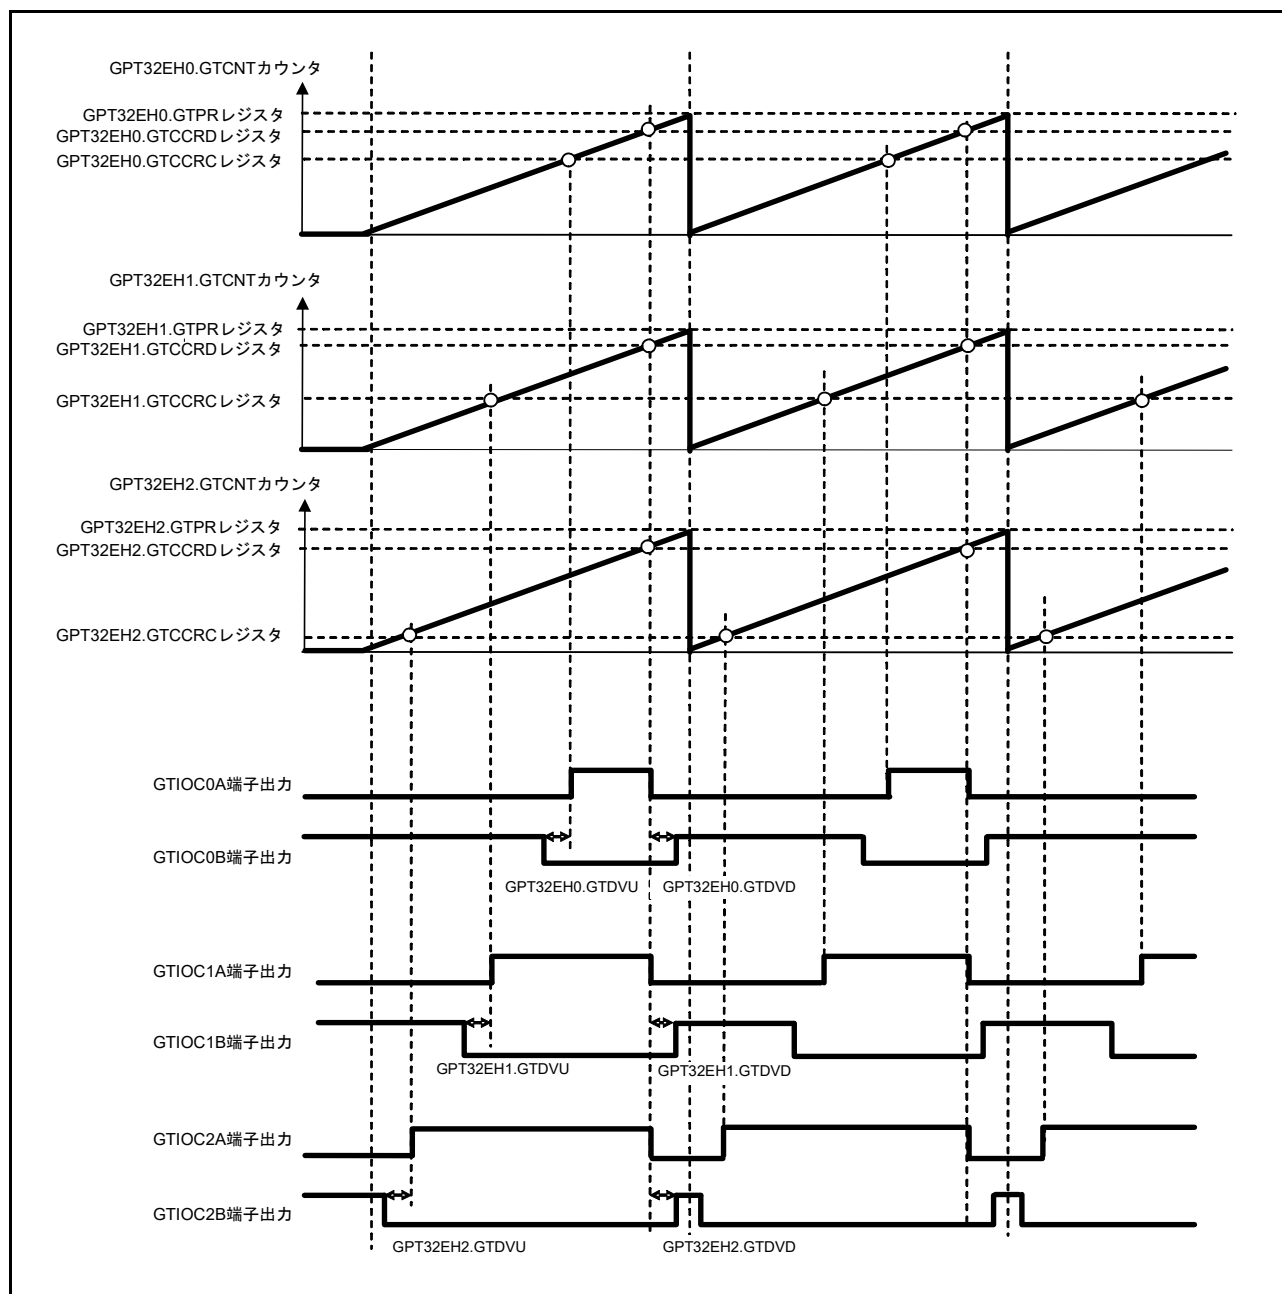 GPT32EH0.GTCNTカウンタ
GPT32EH0.GTPRレジスタ
GPT32EH0.GTCCRDレジスタ
GPT32EH0.GTCCRCレジスタ
GPT32EH1.GTCNTカウンタ
GPT32EH1.GTPRレジスタ
GPT32EH1.GTCCRDレジスタ
GPT32EH1.GTCCRCレジスタ
GPT32EH2.GTCNTカウンタ
GPT32EH2.GTPRレジスタ
GPT32EH2.GTCCRDレジスタ
GPT32EH2.GTCCRCレジスタ
GTIOC0A端子出力
GTIOC0B端子出力
GPT32EH0.GTDVU
GPT32EH0.GTDVD
GTIOC1A端子出力
GTIOC1B端子出力
GPT32EH1.GTDVU
GPT32EH1.GTDVD
GTIOC2A端子出力
GTIOC2B端子出力
GPT32EH2.GTDVU
GPT32EH2.GTDVD